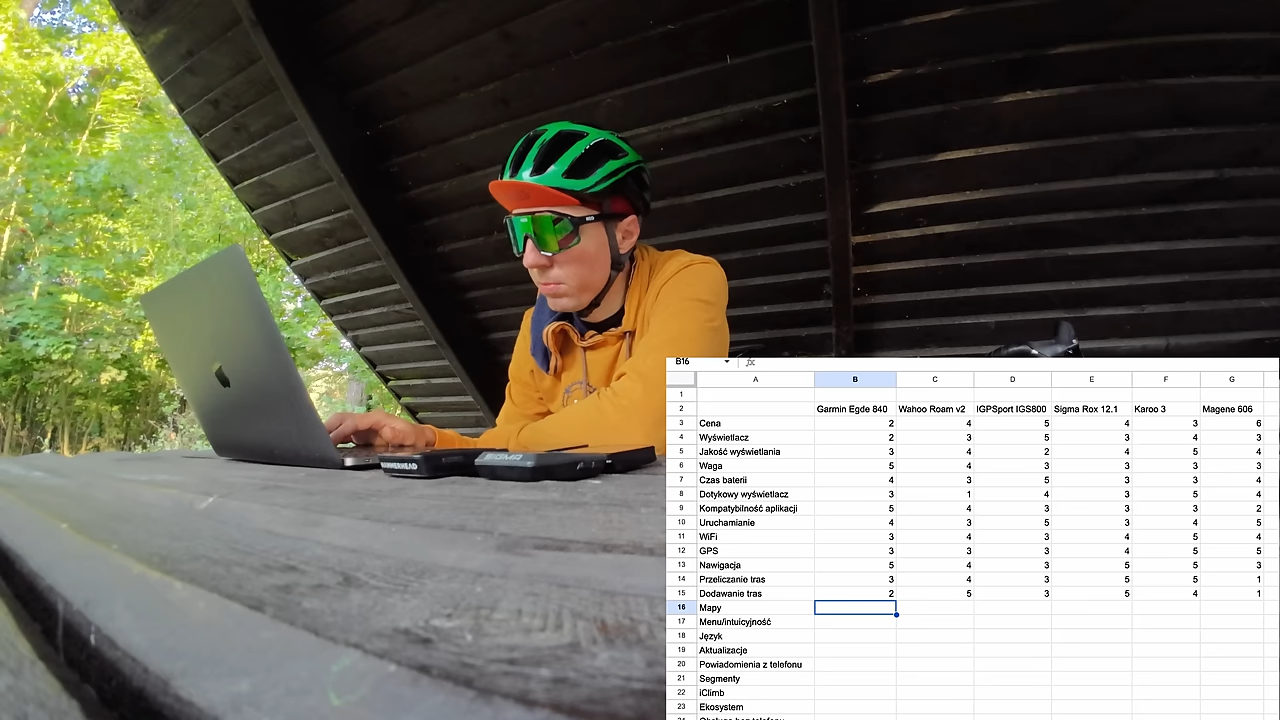 HAMMERHEAD
SIGMA
B16 fx
A B C D E F G
1
2 Garmin Egde 840 Wahoo Roam v2 IGPSport IGS800 Sigma Rox 12.1 Karoo 3 Magene 606
3 Cena 2 4 5 4 3 6
4 Wyświetlacz 2 3 5 3 4 3
5 Jakość wyświetlania 3 4 2 4 5 4
6 Waga 5 4 3 3 3 4
7 Czas baterii 4 3 5 3 3 4
8 Dotykowy wyświetlacz 3 1 4 3 5 4
9 Kompatybilność aplikacji 5 4 3 3 3 2
10 Uruchamianie 4 3 5 3 4 5
11 WiFi 3 4 3 4 5 4
12 GPS 3 3 3 4 5 5
13 Nawigacja 5 4 3 5 5 3
14 Przeliczanie tras 3 4 3 5 5 1
15 Dodawanie tras 2 5 3 5 4 1
16 Mapy
17 Menu/intuicyjność
18 Język
19 Aktualizacje
20 Powiadomienia z telefonu
21 Segmenty
22 iClimb
23 Ekosystem